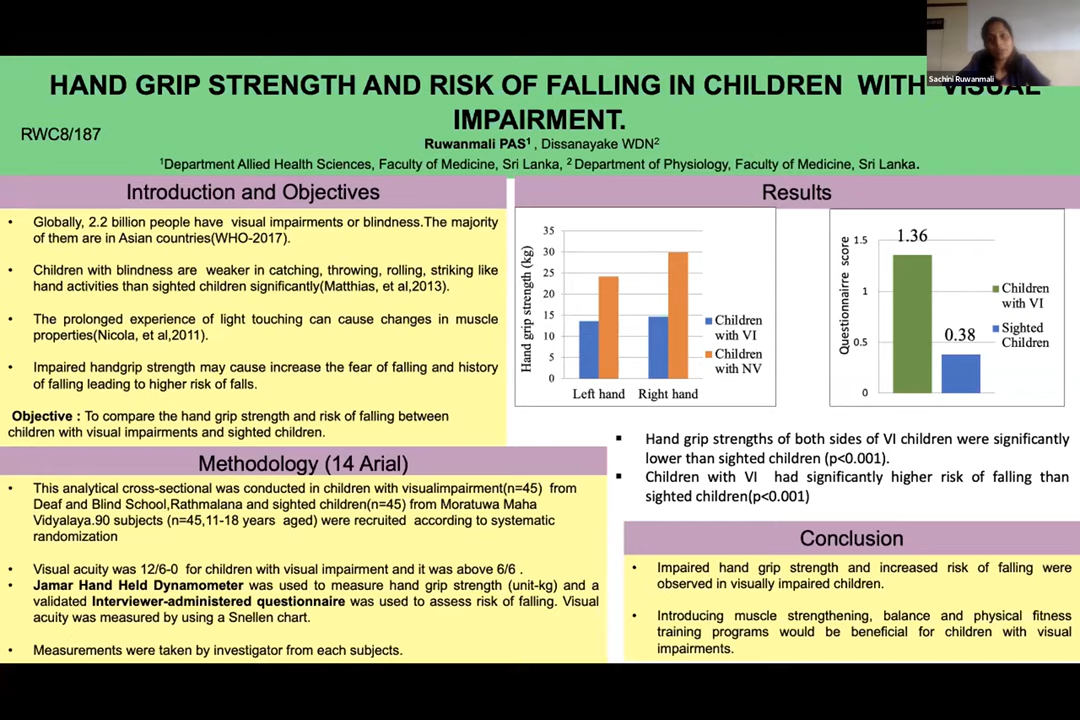 Sachini Ruwanmali
HAND GRIP STRENGTH AND RISK OF FALLING IN CHILDREN WITH VISUAL
IMPAIRMENT.
RWC8/187
Ruwanmali PAS¹ , Dissanayake WDN²
¹Department Allied Health Sciences, Faculty of Medicine, Sri Lanka, ² Department of Physiology, Faculty of Medicine, Sri Lanka.
Introduction and Objectives
• Globally, 2.2 billion people have visual impairments or blindness.The majority
of them are in Asian countries(WHO-2017).
• Children with blindness are weaker in catching, throwing, rolling, striking like
hand activities than sighted children significantly(Matthias, et al,2013).
• The prolonged experience of light touching can cause changes in muscle
properties(Nicola, et al,2011).
• Impaired handgrip strength may cause increase the fear of falling and history
of falling leading to higher risk of falls.
Objective : To compare the hand grip strength and risk of falling between
children with visual impairments and sighted children.
Methodology (14 Arial)
• This analytical cross-sectional was conducted in children with visualimpairment(n=45) from
Deaf and Blind School,Rathmalana and sighted children(n=45) from Moratuwa Maha
Vidyalaya.90 subjects (n=45,11-18 years aged) were recruited according to systematic
randomization
• Visual acuity was 12/6-0 for children with visual impairment and it was above 6/6 .
• Jamar Hand Held Dynamometer was used to measure hand grip strength (unit-kg) and a
validated Interviewer-administered questionnaire was used to assess risk of falling. Visual
acuity was measured by using a Snellen chart.
• Measurements were taken by investigator from each subjects.
Results
Hand grip strength (kg)
35
30
25
20
15
10
5
0
Left hand Right hand
Children
with VI
Children
with NV
Questionnairre score
1.5
1
0.5
0
1.36
0.38
Children
with VI
Sighted
Children
▪ Hand grip strengths of both sides of VI children were significantly
lower than sighted children (p<0.001).
▪ Children with VI had significantly higher risk of falling than
sighted children(p<0.001)
Conclusion
• Impaired hand grip strength and increased risk of falling were
observed in visually impaired children.
• Introducing muscle strengthening, balance and physical fitness
training programs would be beneficial for children with visual
impairments.